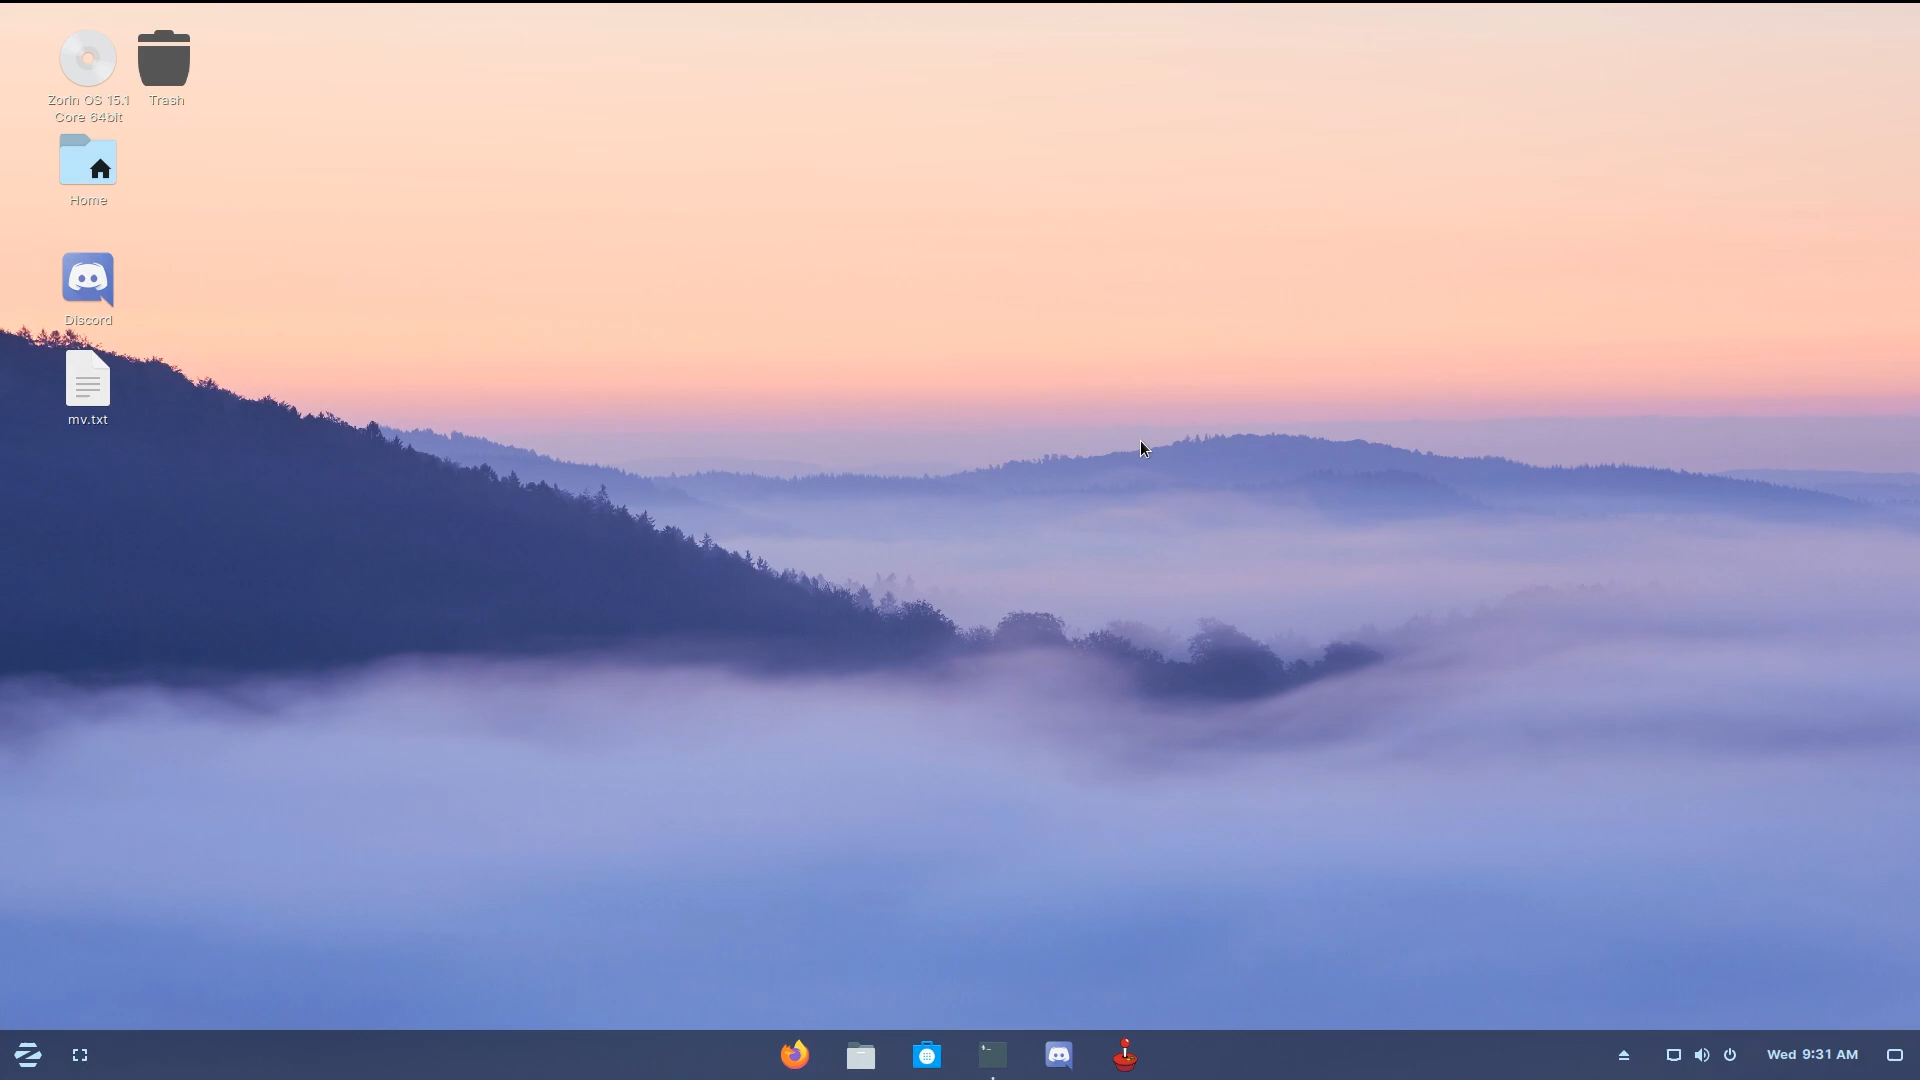 Zorin OS 15.1
Core 64bit
Trash
Home
Discord
mv.txt
Wed 9:31 AM